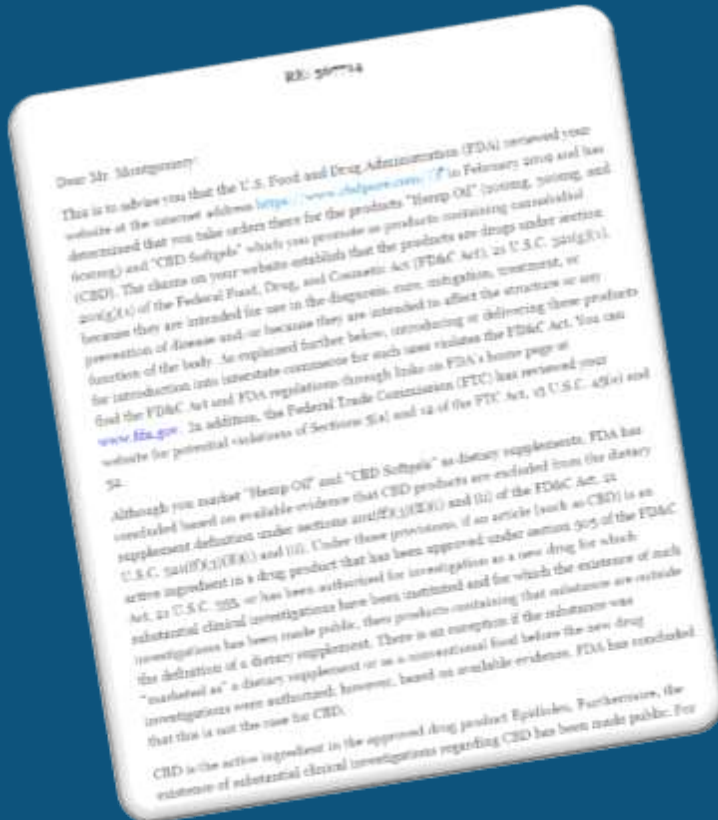 RE:
Dear Mr. Montgomery:
This is to advise you that the U.S. Food and Drug Administration (FDA) reviewed your
website at the internet address https://www.cbdpure.com/ in February 2019 and has
determined that you take orders there for the products "Hemp Oil" (100mg, 300mg, and
600mg) and "CBD Softgels" which you promote as products containing cannabidiol
(CBD). The claims on your website establish that the products are drugs under section
201(g)(1) of the Federal Food, Drug, and Cosmetic Act (FD&C Act), 21 U.S.C. 321(g)(1),
because they are intended for use in the diagnosis, cure, mitigation, treatment, or
prevention of disease and/or because they are intended to affect the structure or any
function of the body. As explained further below, introducing or delivering these products
for introduction into interstate commerce for such uses violates the FD&C Act. You can
find the FD&C Act and FDA regulations through links on FDA's home page at
www.fda.gov. In addition, the Federal Trade Commission (FTC) has reviewed your
website for potential violations of Sections 5(a) and 12 of the FTC Act, 15 U.S.C. 45(a) and
52.
Although you market "Hemp Oil" and "CBD Softgels" as dietary supplements, FDA has
concluded based on available evidence that CBD products are excluded from the dietary
supplement definition under sections 201(ff)(3)(B)(i) and (ii) of the FD&C Act, 21
U.S.C. 321(ff)(3)(B)(i) and (ii). Under those provisions, if an article (such as CBD) is an
active ingredient in a drug product that has been approved under section 505 of the FD&C
Act, 21 U.S.C. 355, or has been authorized for investigation as a new drug for which
substantial clinical investigations have been instituted and for which the existence of such
investigations has been made public, then products containing that substance are outside
the definition of a dietary supplement. There is an exception if the substance was
"marketed as" a dietary supplement or as a conventional food before the new drug
investigations were authorized; however, based on available evidence, FDA has concluded
that this is not the case for CBD.
CBD is the active ingredient in the approved drug product Epidiolex. Furthermore, the
existence of substantial clinical investigations regarding CBD has been made public. For